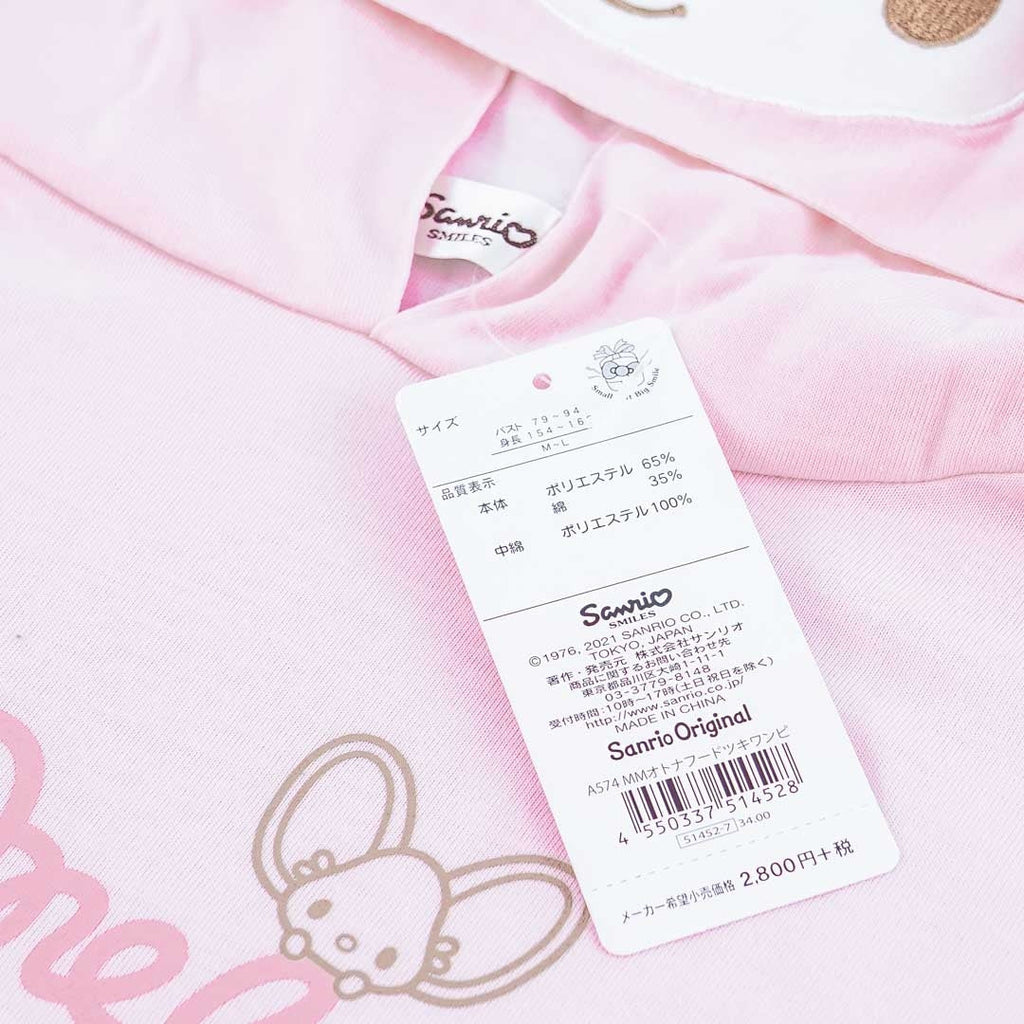 Sanrio
SMILES
Small Big Smile
サイズ
バスト 79~94
身長 154~16
M~L
品質表示
本体 ポリエステル 65%
綿 35%
中綿 ポリエステル 100%
Sanrio
SMILES
©1976, 2021 SANRIO CO., LTD.
TOKYO, JAPAN
著作・発売元 株式会社サンリオ
商品に関するお問い合わせ先
東京都品川区大崎1-11-1
03-3779-8148
受付時間:10時~17時(土日祝日を除く)
http://www.sanrio.co.jp/
MADE IN CHINA
Sanrio Original
A574 MMオトナフードツキワンピ
4 550337 514528
51452-7 34.00
メーカー希望小売価格 2,800円+税